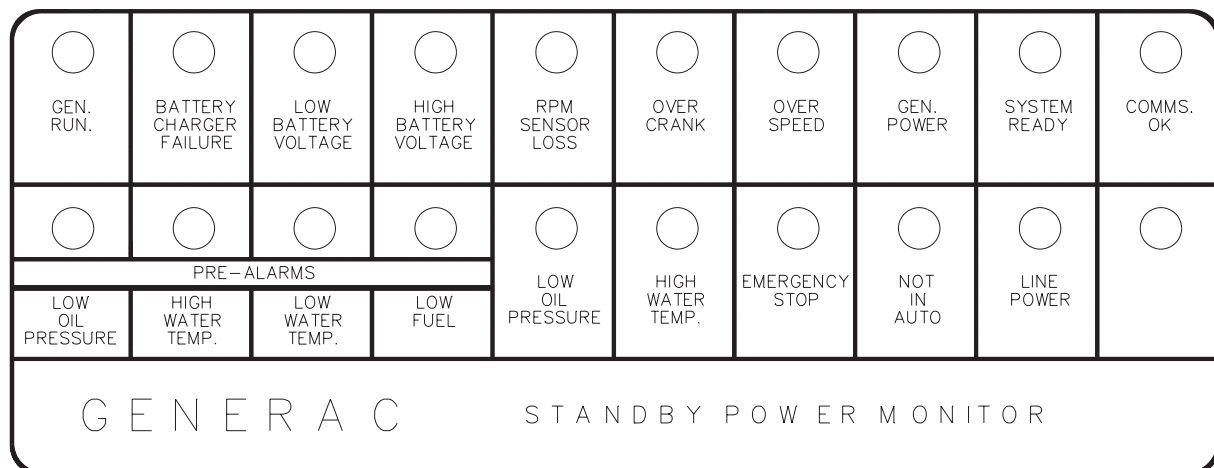 GEN.
RUN.
BATTERY
CHARGER
FAILURE
LOW
BATTERY
VOLTAGE
HIGH
BATTERY
VOLTAGE
RPM
SENSOR
LOSS
OVER
CRANK
OVER
SPEED
GEN.
POWER
SYSTEM
READY
COMMS.
OK
PRE-ALARMS
LOW
OIL
PRESSURE
HIGH
WATER
TEMP.
LOW
WATER
TEMP.
LOW
FUEL
LOW
OIL
PRESSURE
HIGH
WATER
TEMP.
EMERGENCY
STOP
NOT
IN
AUTO
LINE
POWER
GENERAC
STANDBY POWER MONITOR